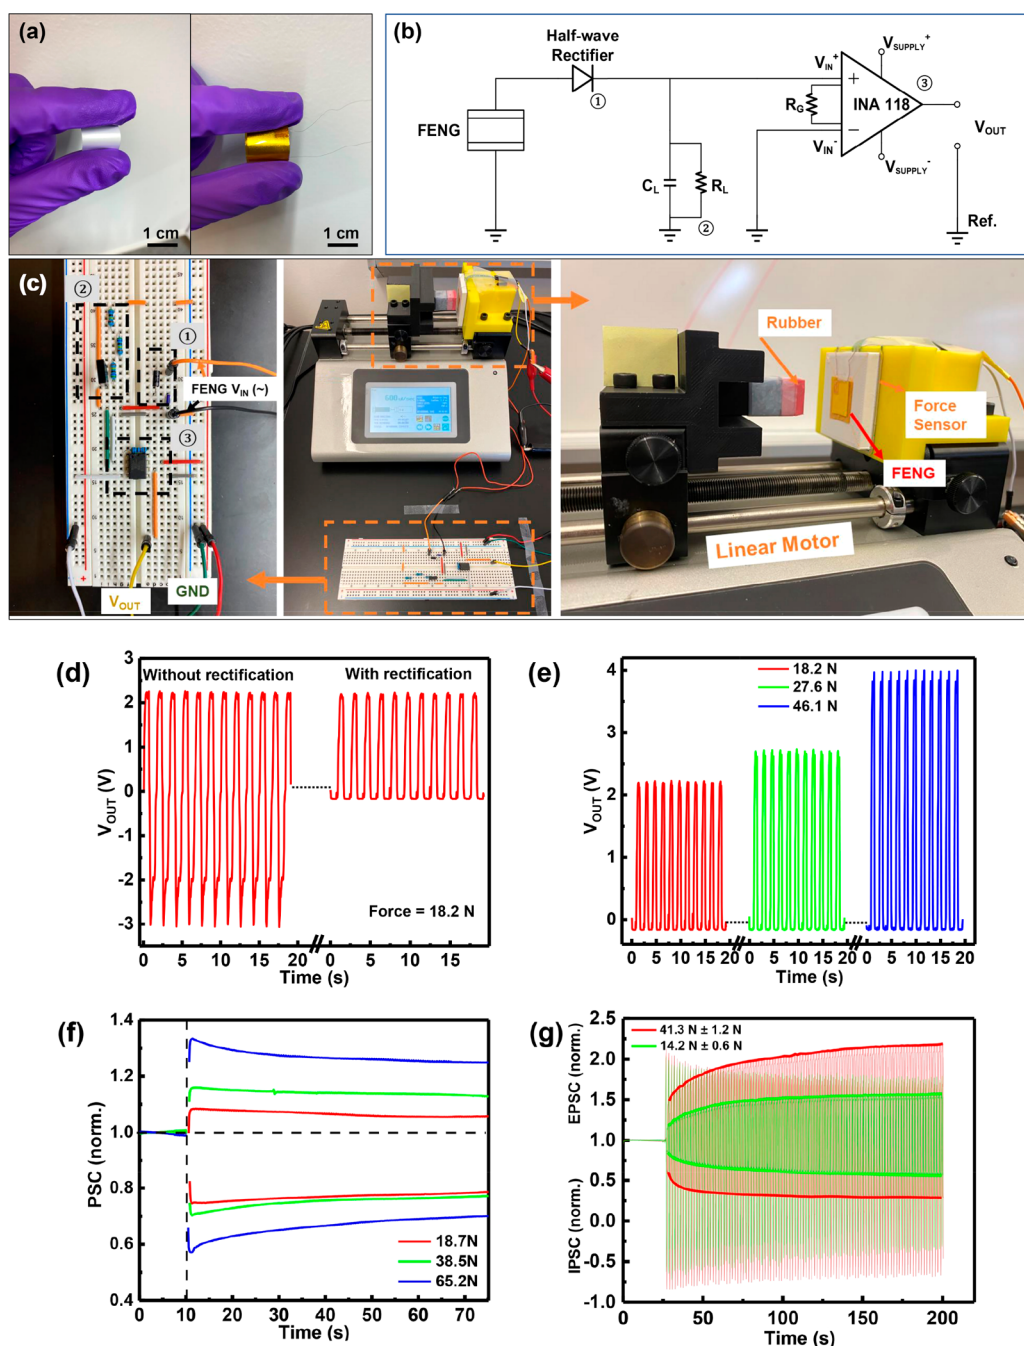 (a)
1 cm
1 cm
(b)
Half-wave
Rectifier
①
FENG
C_L
R_L
②
V_IN⁺
V_IN⁻
R_G
+
−
INA 118
③
V_SUPPLY⁺
V_SUPPLY⁻
V_OUT
Ref.
(c)
②
①
FENG V_IN (~)
③
V_OUT
GND
Rubber
Force
Sensor
FENG
Linear Motor
(d)
Without rectification
With rectification
Force = 18.2 N
V_OUT (V)
3
2
1
0
-1
-2
-3
0 5 10 15 20 0 5 10 15
Time (s)
(e)
18.2 N
27.6 N
46.1 N
V_OUT (V)
4
3
2
1
0
0 5 10 15 20 0 5 10 15 20 0 5 10 15 20
Time (s)
(f)
PSC (norm.)
1.4
1.2
1.0
0.8
0.6
0.4
18.7N
38.5N
65.2N
0 10 20 30 40 50 60 70
Time (s)
(g)
41.3 N ± 1.2 N
14.2 N ± 0.6 N
EPSC (norm.)
IPSC (norm.)
2.5
2.0
1.5
1.0
0.5
0.0
-0.5
-1.0
0 50 100 150 200
Time (s)